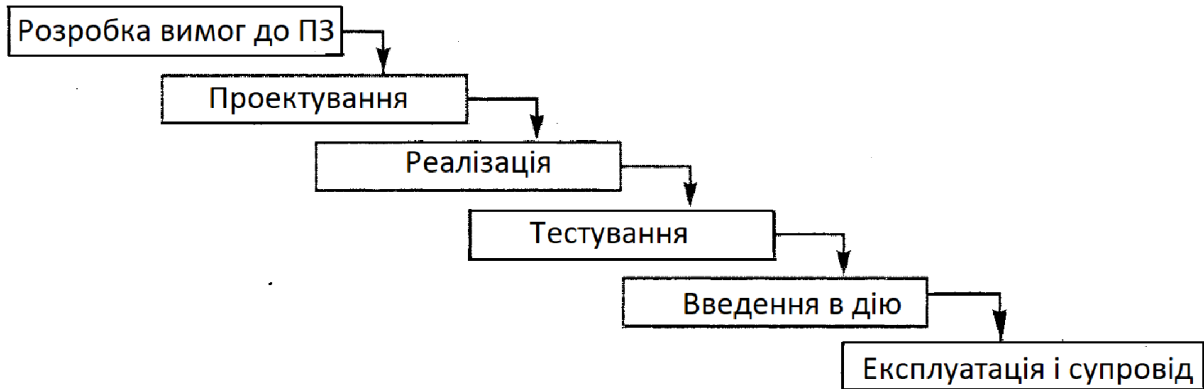 Розробка вимог до ПЗ
Проектування
Реалізація
Тестування
Введення в дію
Експлуатація і супровід